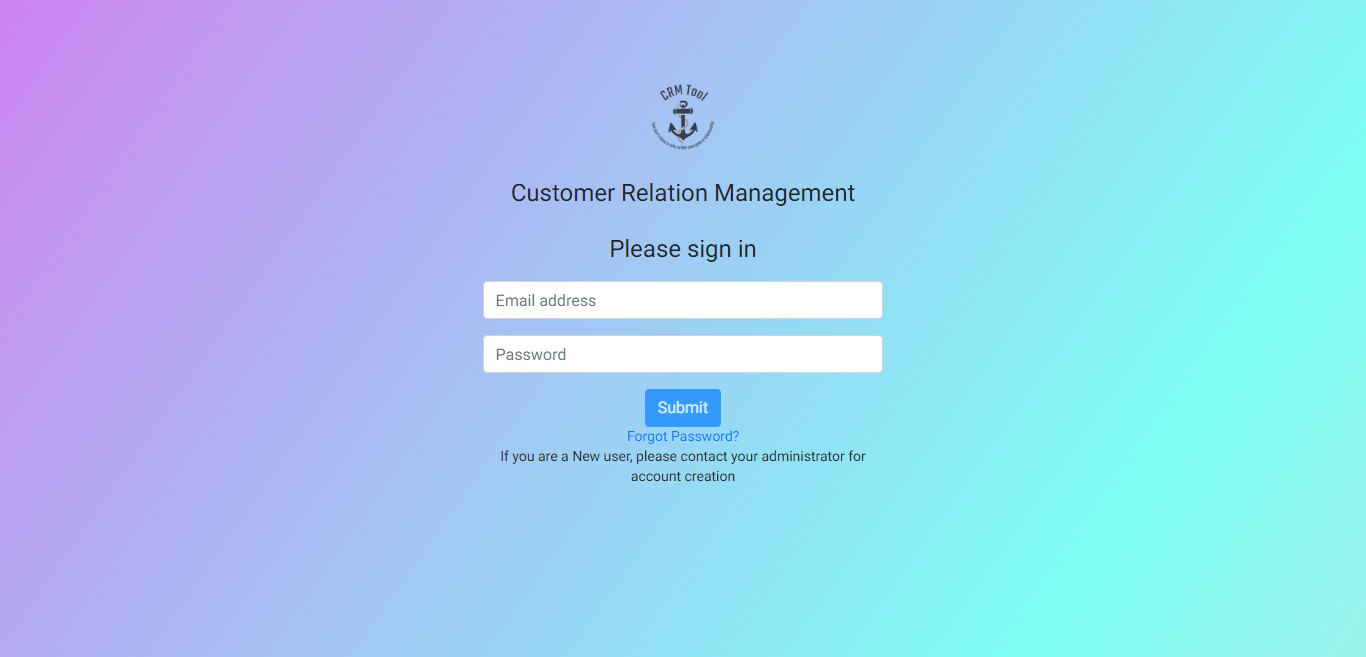 CRM Tool
Customer Relation Management
Please sign in
Email address
Password
Submit
Forgot Password?
If you are a New user, please contact your administrator for
account creation